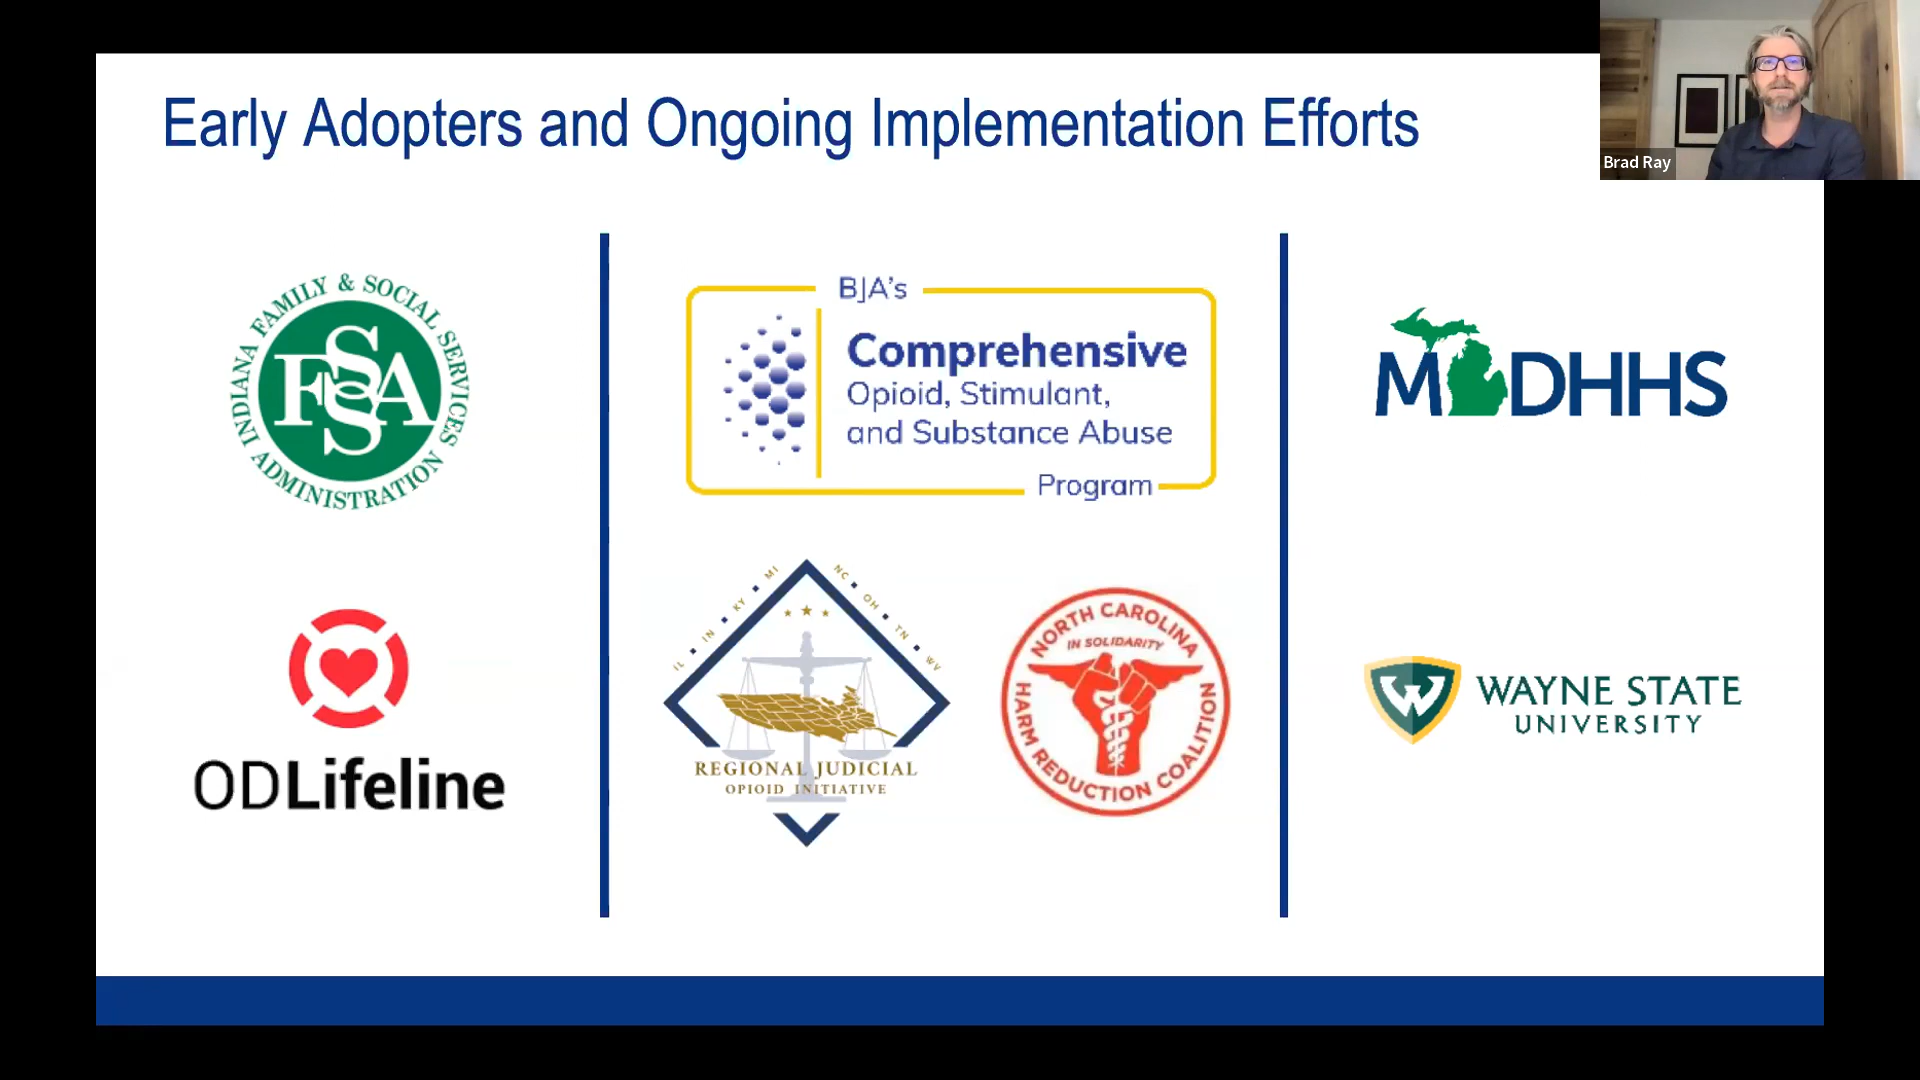 Early Adopters and Ongoing Implementation Efforts
Brad Ray
INDIANA FAMILY & SOCIAL SERVICES ADMINISTRATION
FSSA
ODLifeline
BJA's
Comprehensive
Opioid, Stimulant,
and Substance Abuse
Program
IL • IN • KY • MI
NC • OH • TN • WV
REGIONAL JUDICIAL
OPIOID INITIATIVE
NORTH CAROLINA
IN SOLIDARITY
HARM REDUCTION COALITION
MDHHS
W
WAYNE STATE
UNIVERSITY